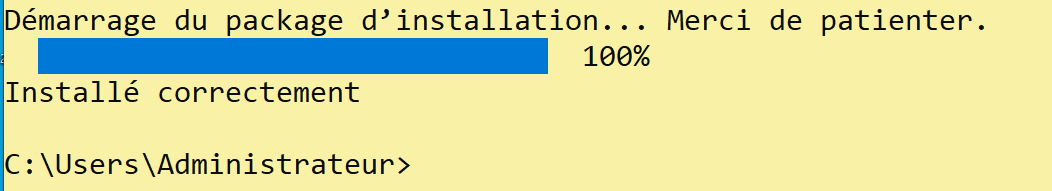 Démarrage du package d’installation... Merci de patienter.
100%
Installé correctement
C:\Users\Administrateur>